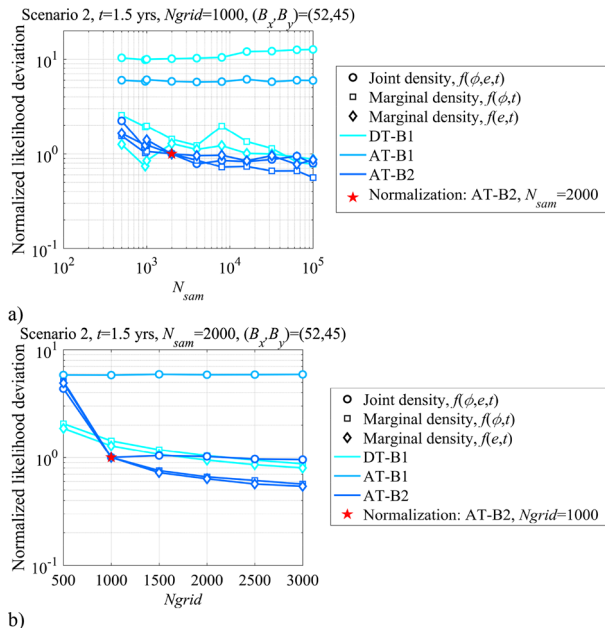 Scenario 2, t=1.5 yrs, Ngrid=1000, (Bx,By)=(52,45)
a)
Normalized likelihood deviation
10^1
10^0
10^-1
10^2
10^3
10^4
10^5
Nsam
Joint density, f(ϕ,e,t)
Marginal density, f(ϕ,t)
Marginal density, f(e,t)
DT-B1
AT-B1
AT-B2
Normalization: AT-B2, Nsam=2000
Scenario 2, t=1.5 yrs, Nsam=2000, (Bx,By)=(52,45)
b)
Normalized likelihood deviation
10^1
10^0
10^-1
500
1000
1500
2000
2500
3000
Ngrid
Joint density, f(ϕ,e,t)
Marginal density, f(ϕ,t)
Marginal density, f(e,t)
DT-B1
AT-B1
AT-B2
Normalization: AT-B2, Ngrid=1000